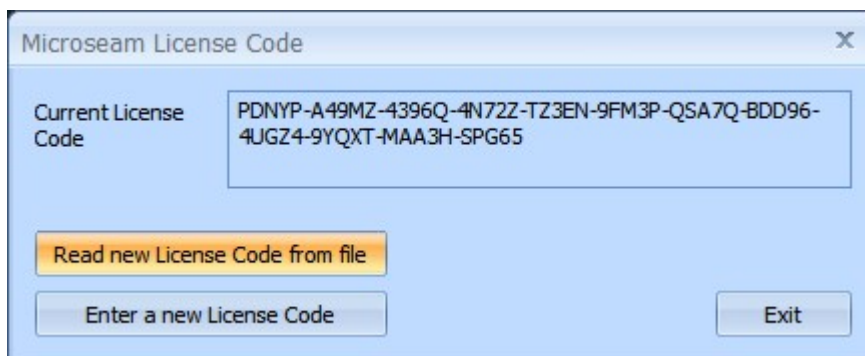 Microseam License Code
Current License
Code
PDNYP-A49MZ-4396Q-4N72Z-TZ3EN-9FM3P-QSA7Q-BDD96-
4UGZ4-9YQXT-MAA3H-SPG65
Read new License Code from file
Enter a new License Code
Exit